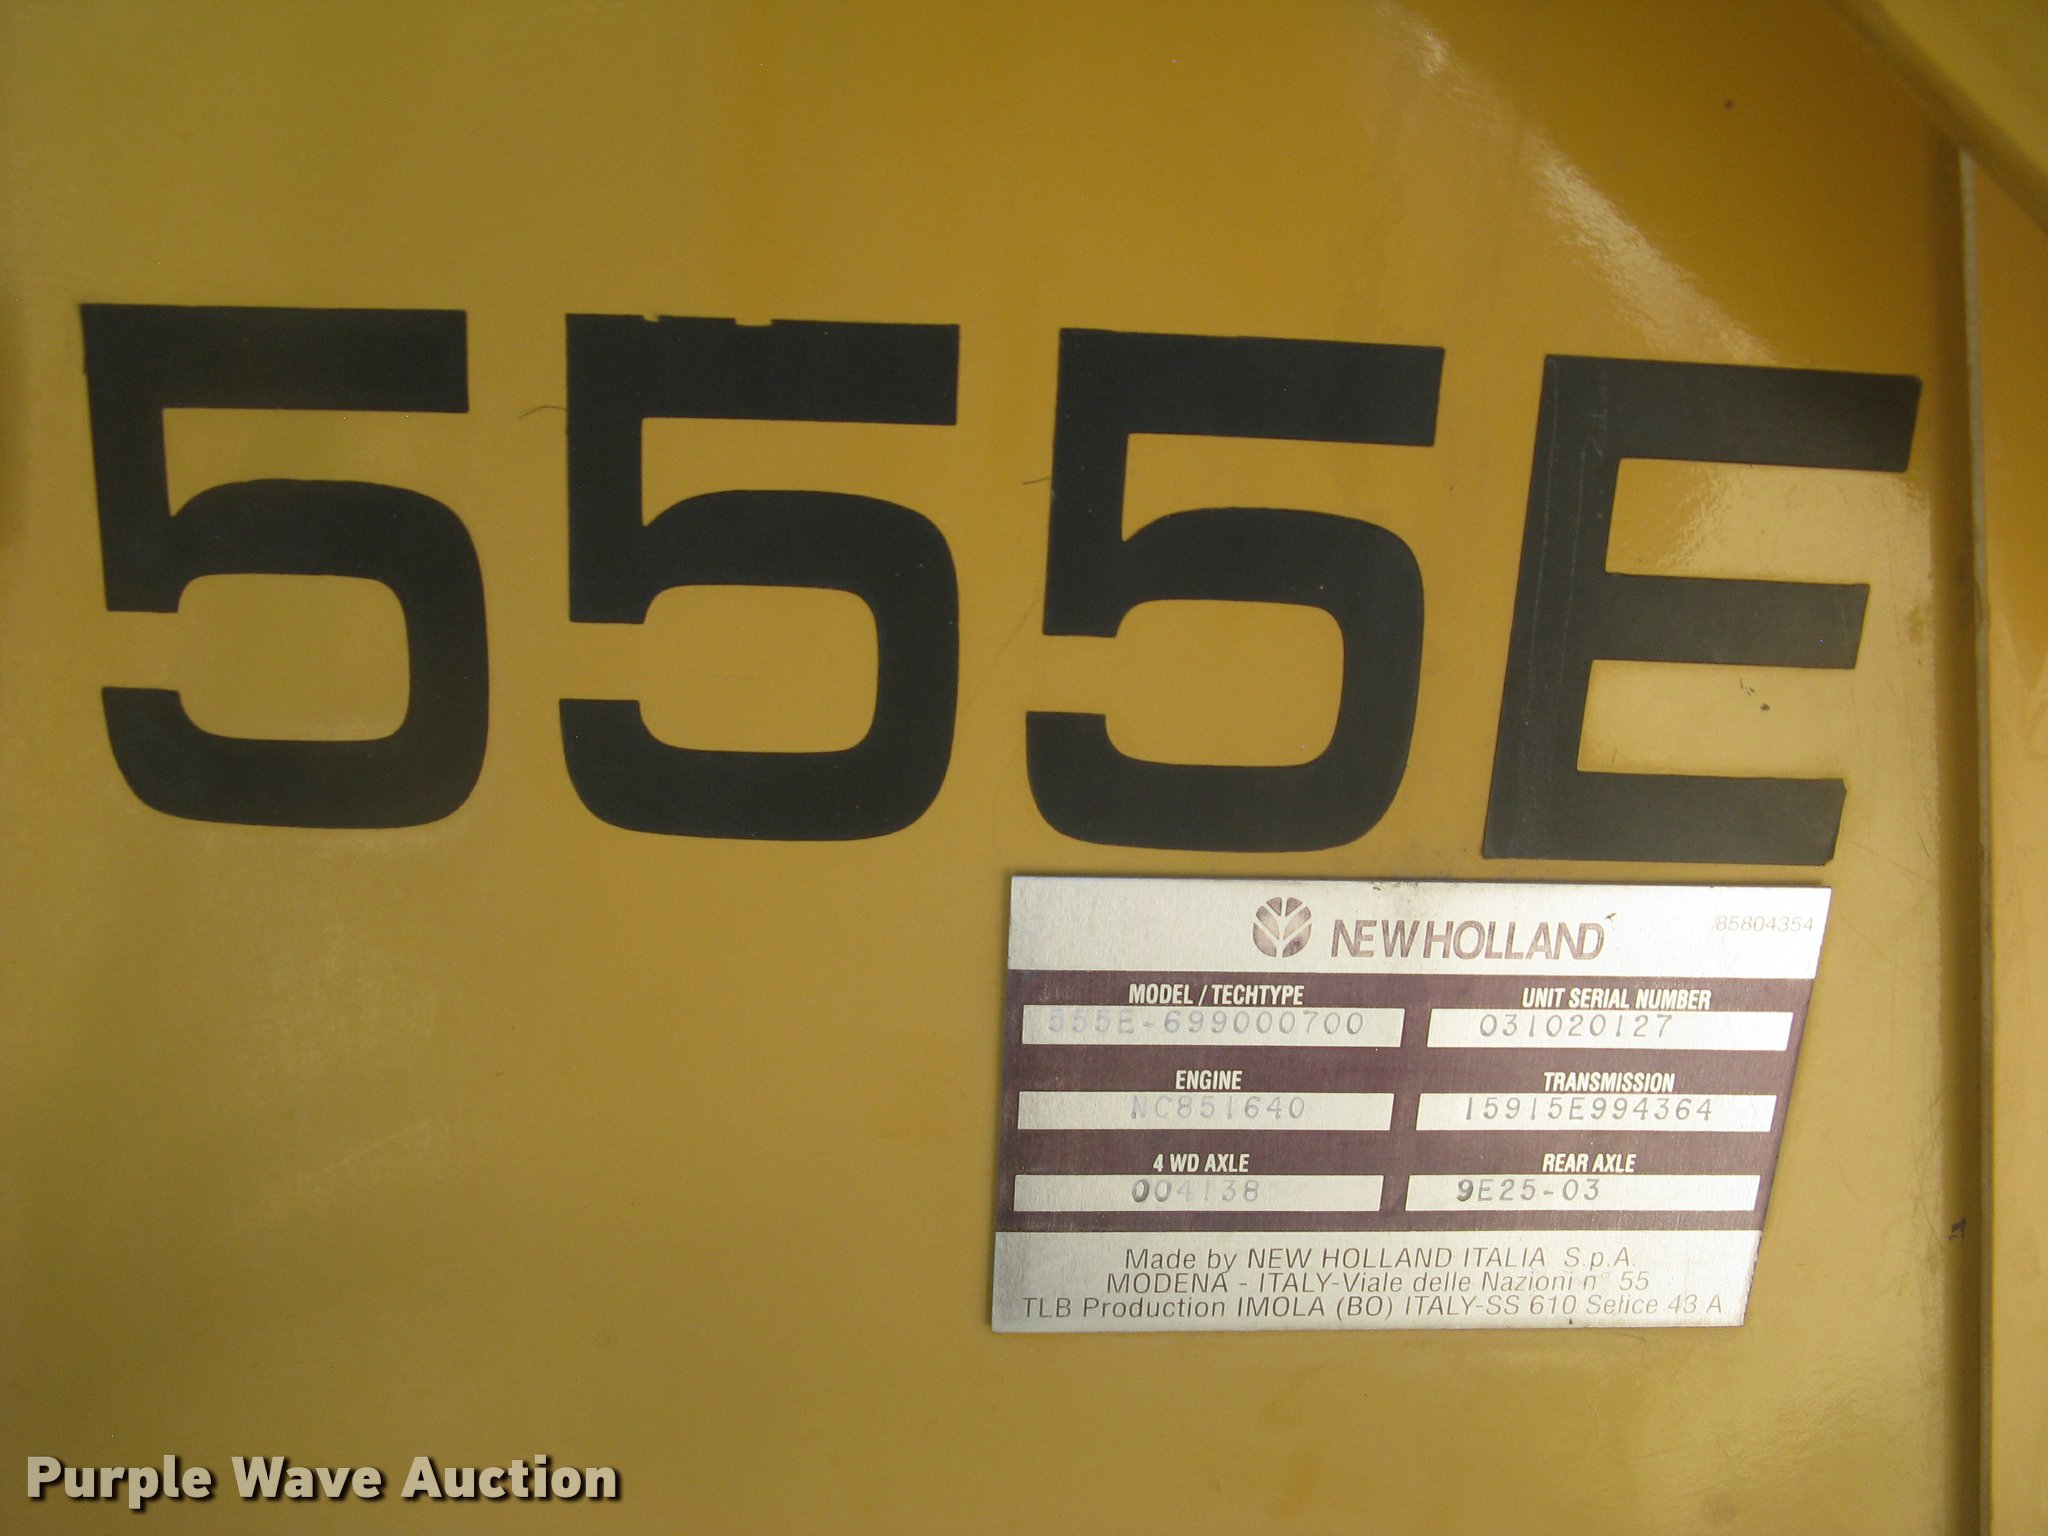 555E
NEW HOLLAND
85804354
MODEL / TECHTYPE
555E-699000700
UNIT SERIAL NUMBER
031020127
ENGINE
NC851640
TRANSMISSION
15915E994364
4 WD AXLE
004138
REAR AXLE
9E25-03
Made by NEW HOLLAND ITALIA S.p.A.
MODENA - ITALY-Viale delle Nazioni n° 55
TLB Production IMOLA (BO) ITALY-SS 610 Selice 43 A
Purple Wave Auction